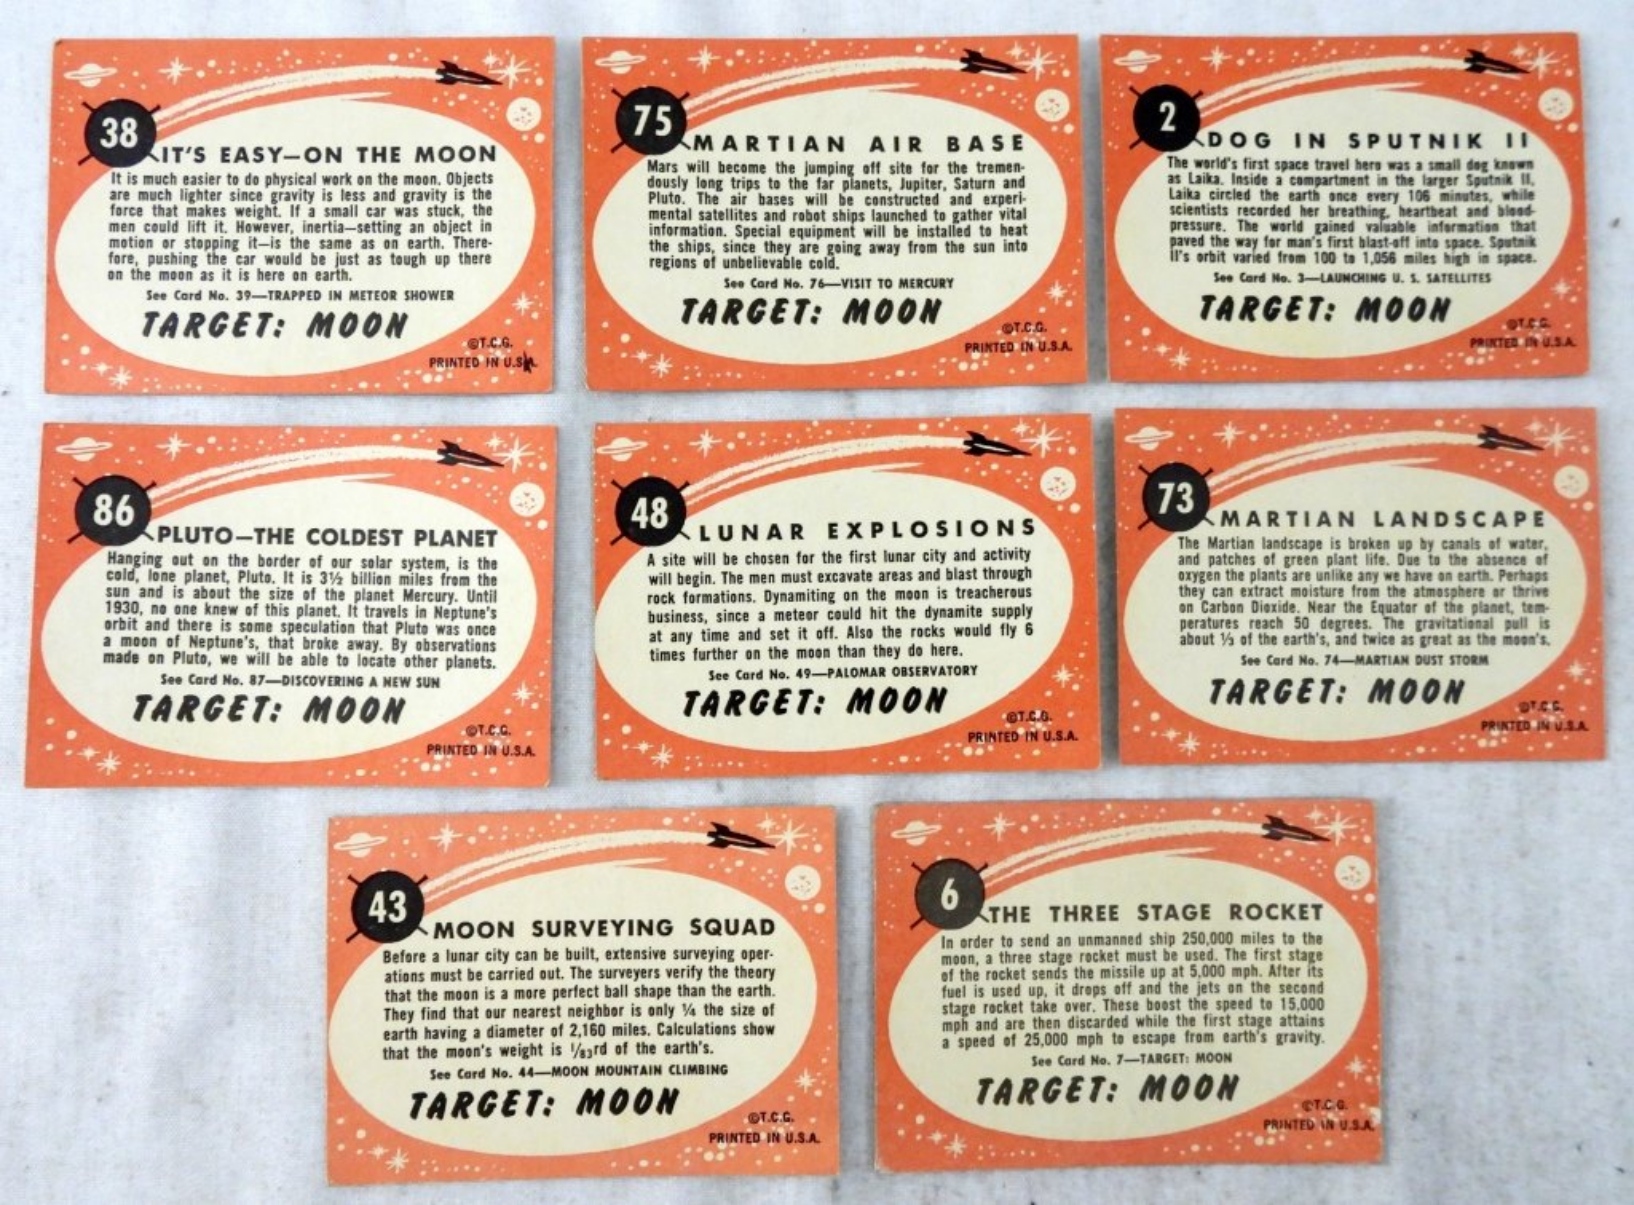 38
IT'S EASY—ON THE MOON
It is much easier to do physical work on the moon. Objects
are much lighter since gravity is less and gravity is the
force that makes weight. If a small car was stuck, the
men could lift it. However, inertia—setting an object in
motion or stopping it—is the same as on earth. There-
fore, pushing the car would be just as tough up there
on the moon as it is here on earth.
See Card No. 39—TRAPPED IN METEOR SHOWER
TARGET: MOON
©T.C.G.
PRINTED IN U.S.A.
75
MARTIAN AIR BASE
Mars will become the jumping off site for the tremen-
dously long trips to the far planets, Jupiter, Saturn and
Pluto. The air bases will be constructed and experi-
mental satellites and robot ships launched to gather vital
information. Special equipment will be installed to heat
the ships, since they are going away from the sun into
regions of unbelievable cold.
See Card No. 76—VISIT TO MERCURY
TARGET: MOON
©T.C.G.
PRINTED IN U.S.A.
2
DOG IN SPUTNIK II
The world's first space travel hero was a small dog known
as Laika. Inside a compartment in the larger Sputnik II,
Laika circled the earth once every 106 minutes, while
scientists recorded her breathing, heartbeat and blood-
pressure. The world gained valuable information that
paved the way for man's first blast-off into space. Sputnik
II's orbit varied from 100 to 1,056 miles high in space.
See Card No. 3—LAUNCHING U. S. SATELLITES
TARGET: MOON
©T.C.G.
PRINTED IN U.S.A.
86
PLUTO—THE COLDEST PLANET
Hanging out on the border of our solar system, is the
cold, lone planet, Pluto. It is 3½ billion miles from the
sun and is about the size of the planet Mercury. Until
1930, no one knew of this planet. It travels in Neptune's
orbit and there is some speculation that Pluto was once
a moon of Neptune's, that broke away. By observations
made on Pluto, we will be able to locate other planets.
See Card No. 87—DISCOVERING A NEW SUN
TARGET: MOON
©T.C.G.
PRINTED IN U.S.A.
48
LUNAR EXPLOSIONS
A site will be chosen for the first lunar city and activity
will begin. The men must excavate areas and blast through
rock formations. Dynamiting on the moon is treacherous
business, since a meteor could hit the dynamite supply
at any time and set it off. Also the rocks would fly 6
times further on the moon than they do here.
See Card No. 49—PALOMAR OBSERVATORY
TARGET: MOON
©T.C.G.
PRINTED IN U.S.A.
73
MARTIAN LANDSCAPE
The Martian landscape is broken up by canals of water,
and patches of green plant life. Due to the absence of
oxygen the plants are unlike any we have on earth. Perhaps
they can extract moisture from the atmosphere or thrive
on Carbon Dioxide. Near the Equator of the planet, tem-
peratures reach 50 degrees. The gravitational pull is
about ⅓ of the earth's, and twice as great as the moon's.
See Card No. 74—MARTIAN DUST STORM
TARGET: MOON
©T.C.G.
PRINTED IN U.S.A.
43
MOON SURVEYING SQUAD
Before a lunar city can be built, extensive surveying oper-
ations must be carried out. The surveyors verify the theory
that the moon is a more perfect ball shape than the earth.
They find that our nearest neighbor is only ¼ the size of
earth having a diameter of 2,160 miles. Calculations show
that the moon's weight is 1/83rd of the earth's.
See Card No. 44—MOON MOUNTAIN CLIMBING
TARGET: MOON
©T.C.G.
PRINTED IN U.S.A.
6
THE THREE STAGE ROCKET
In order to send an unmanned ship 250,000 miles to the
moon, a three stage rocket must be used. The first stage
of the rocket sends the missile up at 5,000 mph. After its
fuel is used up, it drops off and the jets on the second
stage rocket take over. These boost the speed to 15,000
mph and are then discarded while the first stage attains
a speed of 25,000 mph to escape from earth's gravity.
See Card No. 7—TARGET: MOON
TARGET: MOON
©T.C.G.
PRINTED IN U.S.A.